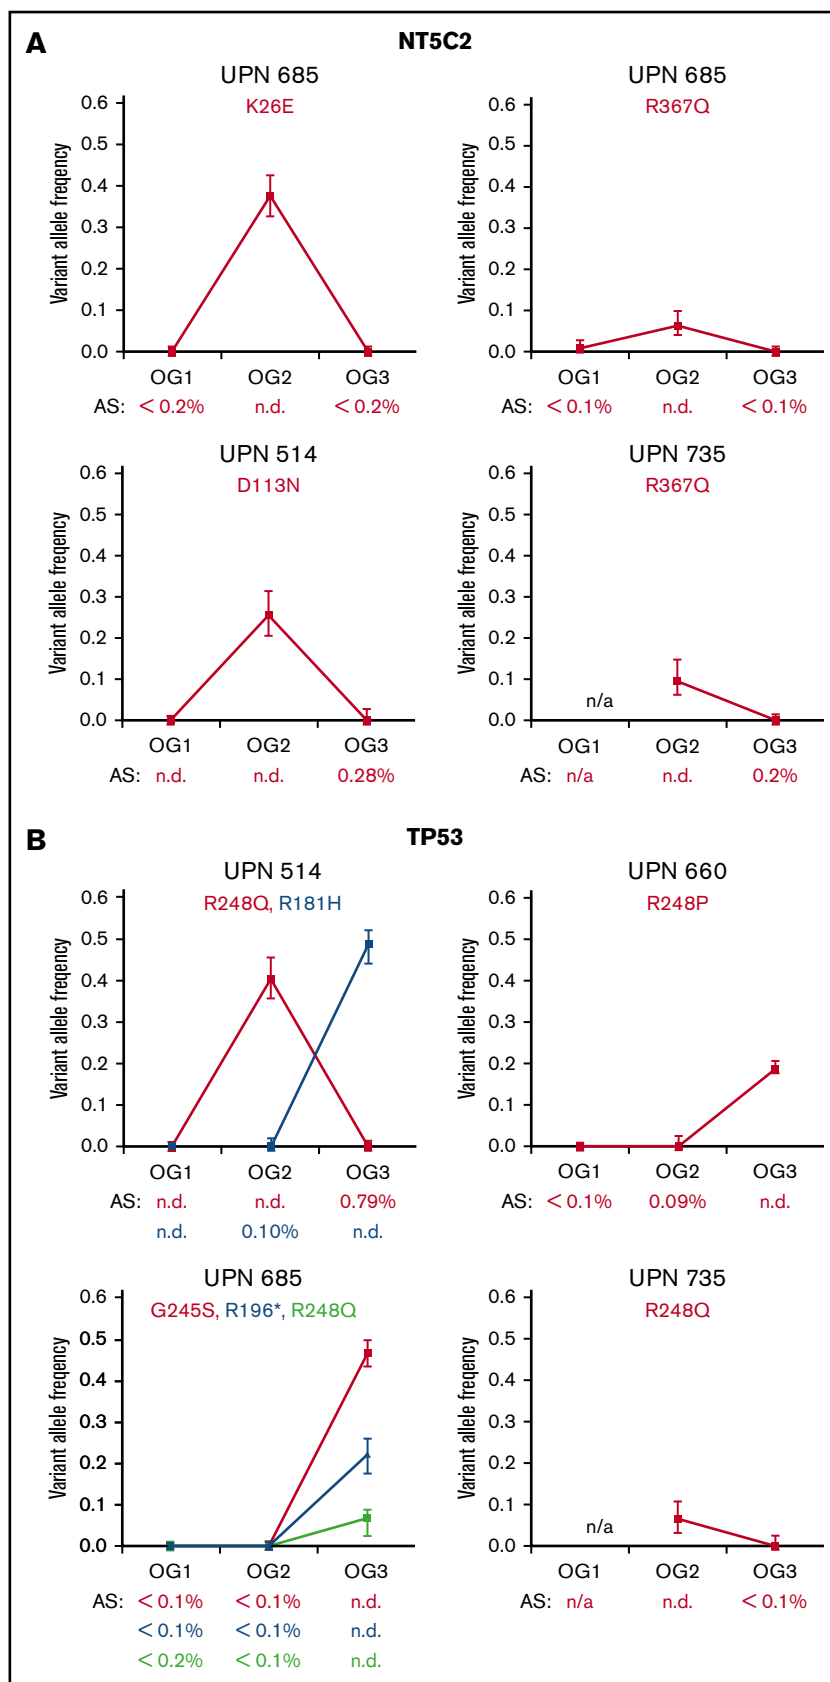 A NT5C2
UPN 685
K26E
Variant allele freqency
0.6
0.5
0.4
0.3
0.2
0.1
0.0
OG1 OG2 OG3
AS: < 0.2% n.d. < 0.2%
UPN 685
R367Q
Variant allele freqency
0.6
0.5
0.4
0.3
0.2
0.1
0.0
OG1 OG2 OG3
AS: < 0.1% n.d. < 0.1%
UPN 514
D113N
Variant allele freqency
0.6
0.5
0.4
0.3
0.2
0.1
0.0
OG1 OG2 OG3
AS: n.d. n.d. 0.28%
UPN 735
R367Q
Variant allele freqency
0.6
0.5
0.4
0.3
0.2
0.1
0.0
n/a
OG1 OG2 OG3
AS: n/a n.d. 0.2%
B TP53
UPN 514
R248Q, R181H
Variant allele freqency
0.6
0.5
0.4
0.3
0.2
0.1
0.0
OG1 OG2 OG3
AS: n.d. n.d. 0.79%
n.d. 0.10% n.d.
UPN 660
R248P
Variant allele freqency
0.6
0.5
0.4
0.3
0.2
0.1
0.0
OG1 OG2 OG3
AS: < 0.1% 0.09% n.d.
UPN 685
G245S, R196*, R248Q
Variant allele freqency
0.6
0.5
0.4
0.3
0.2
0.1
0.0
OG1 OG2 OG3
AS: < 0.1% < 0.1% n.d.
< 0.1% < 0.1% n.d.
< 0.2% < 0.1% n.d.
UPN 735
R248Q
Variant allele freqency
0.6
0.5
0.4
0.3
0.2
0.1
0.0
n/a
OG1 OG2 OG3
AS: n/a n.d. < 0.1%